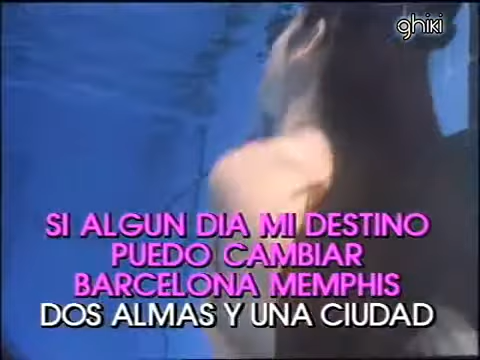 ghiki
SI ALGUN DIA MI DESTINO
PUEDO CAMBIAR
BARCELONA MEMPHIS
DOS ALMAS Y UNA CIUDAD